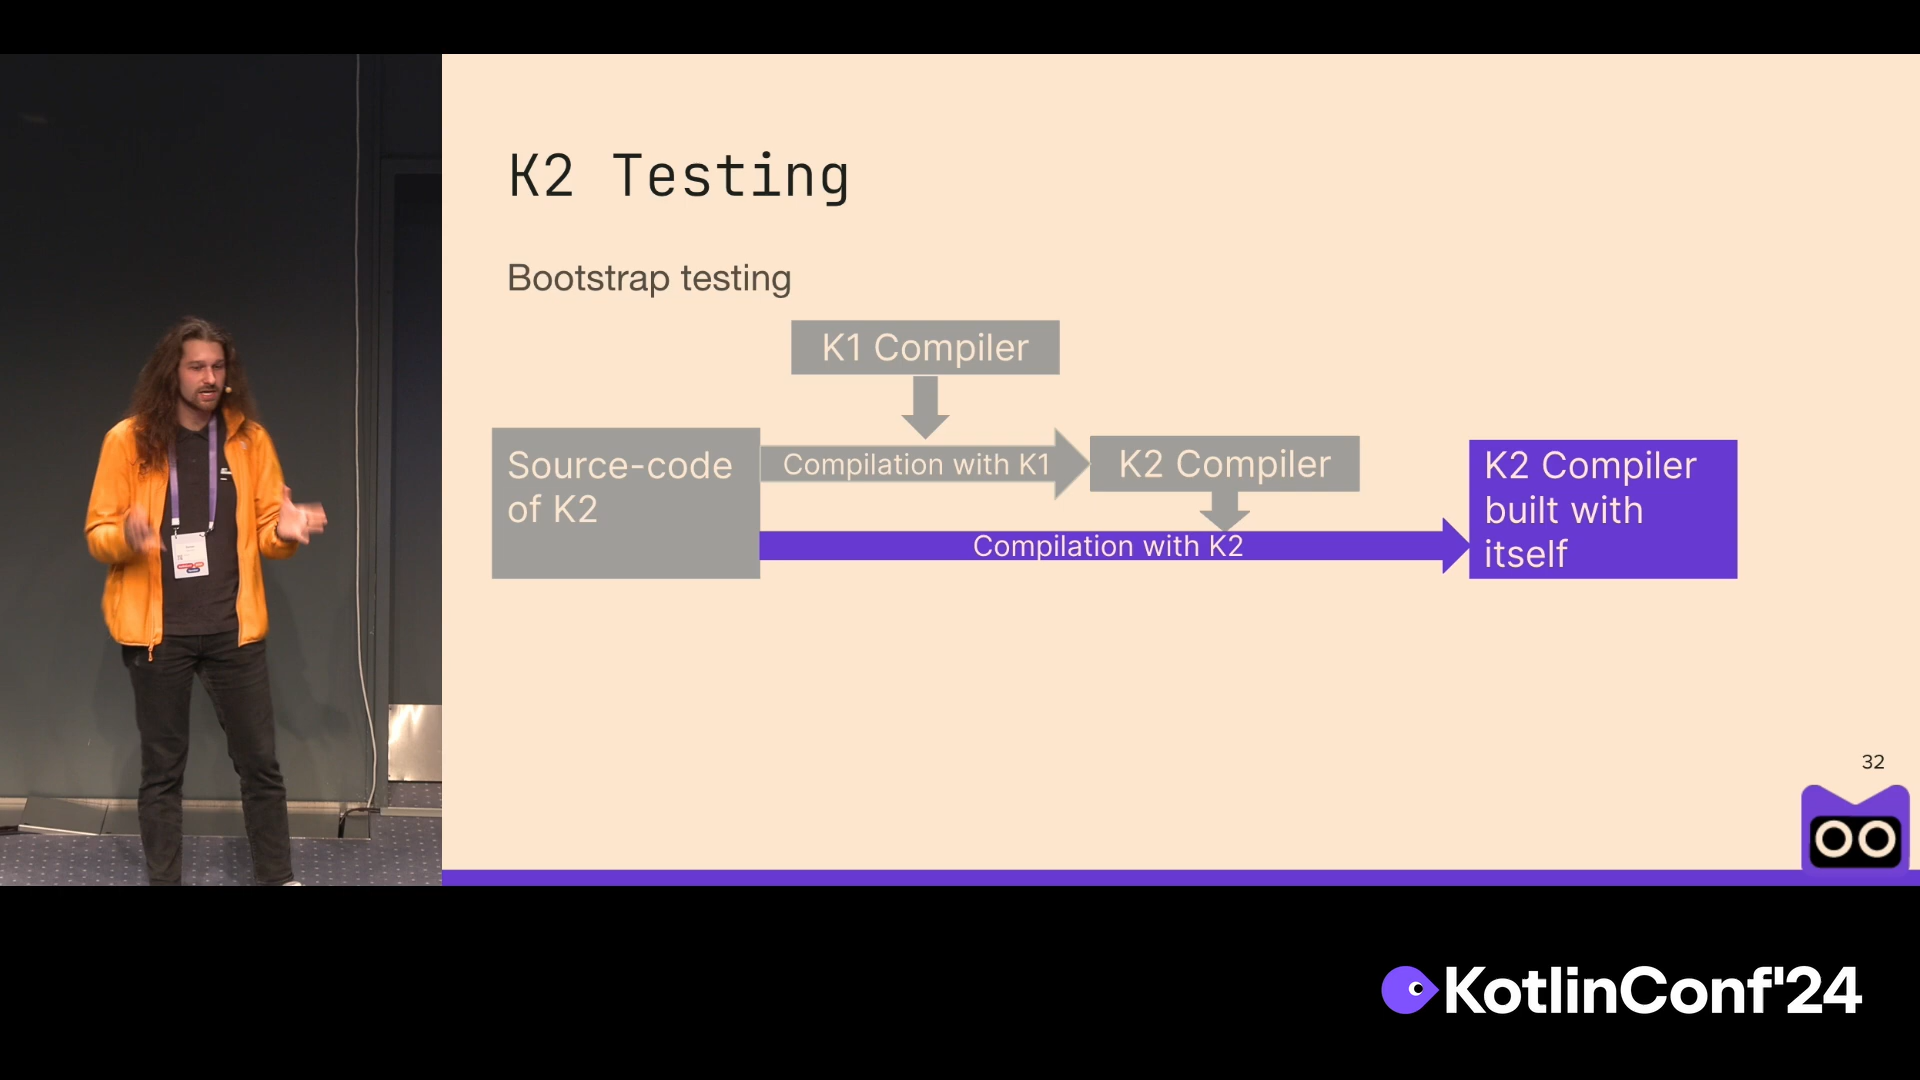 K2 Testing
Bootstrap testing
K1 Compiler
Source-code
of K2
Compilation with K1
K2 Compiler
Compilation with K2
K2 Compiler
built with
itself
32
KotlinConf'24